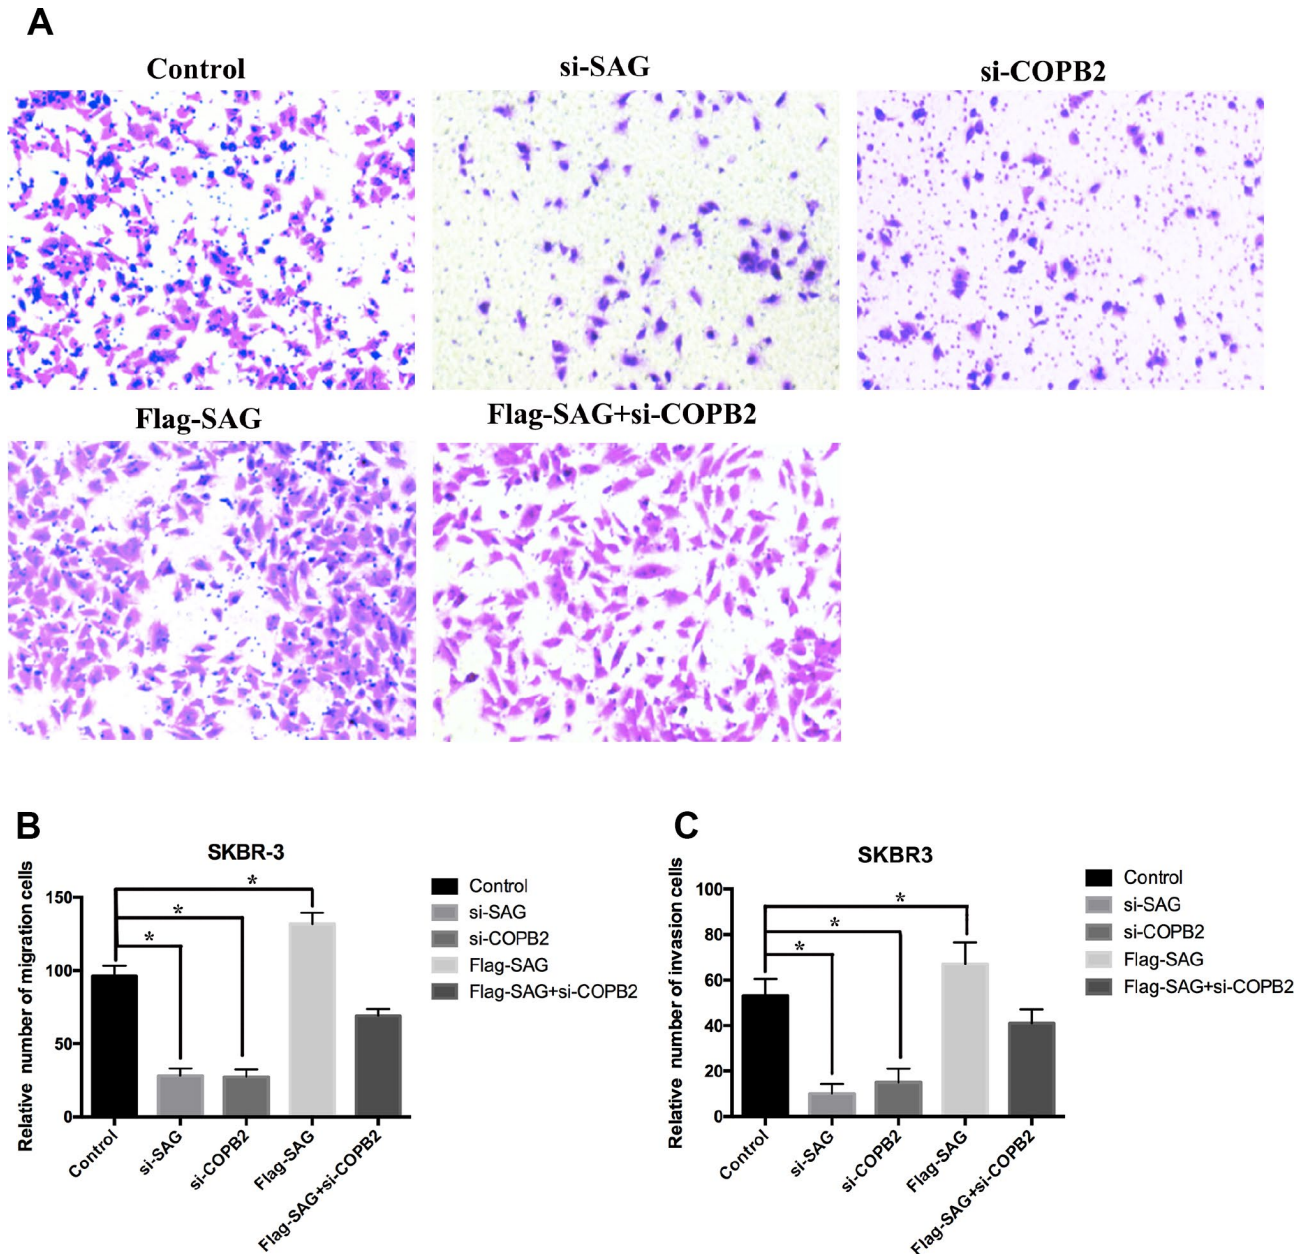 A
Control
si-SAG
si-COPB2
Flag-SAG
Flag-SAG+si-COPB2
B
SKBR-3
Relative number of migration cells
150
100
50
0
*
*
*
Control
si-SAG
si-COPB2
Flag-SAG
Flag-SAG+si-COPB2
Control
si-SAG
si-COPB2
Flag-SAG
Flag-SAG+si-COPB2
C
SKBR3
Relative number of invasion cells
100
80
60
40
20
0
*
*
*
Control
si-SAG
si-COPB2
Flag-SAG
Flag-SAG+si-COPB2
Control
si-SAG
si-COPB2
Flag-SAG
Flag-SAG+si-COPB2